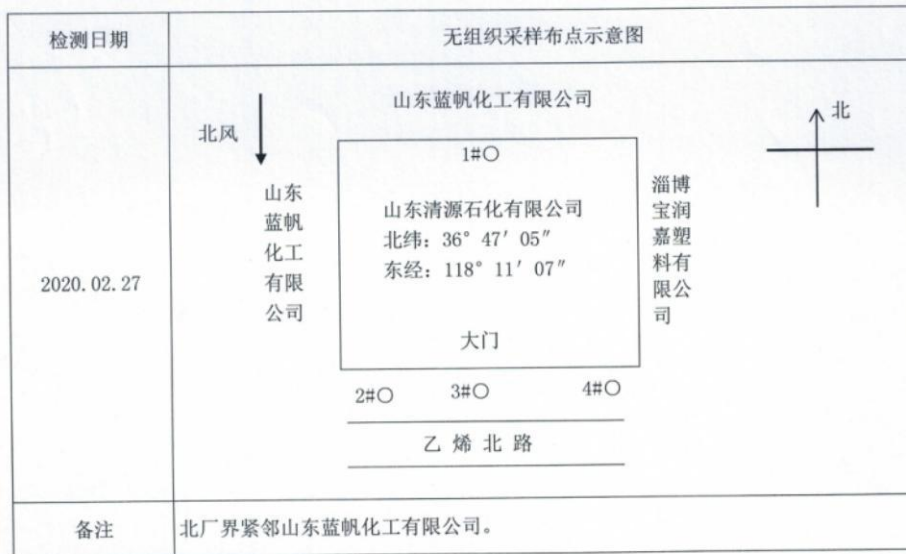 检测日期
无组织采样布点示意图
2020.02.27
北风
山东蓝帆化工有限公司
北
1#○
山东
蓝帆
化工
有限
公司
山东清源石化有限公司
北纬：36° 47′ 05″
东经：118° 11′ 07″
大门
淄博
宝润
嘉塑
料有
限公
司
2#○ 3#○ 4#○
乙烯北路
备注
北厂界紧邻山东蓝帆化工有限公司。